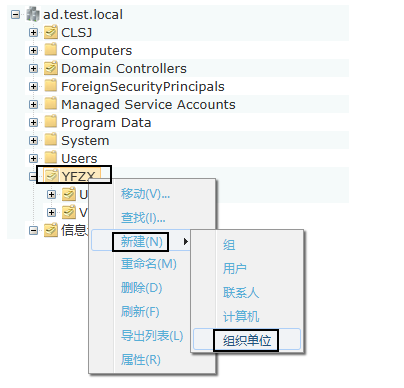 ad.test.local
CLSJ
Computers
Domain Controllers
ForeignSecurityPrincipals
Managed Service Accounts
Program Data
System
Users
YFZX
U
V
信息
移动(V)...
查找(I)...
新建(N)
重命名(M)
删除(D)
刷新(F)
导出列表(L)
属性(R)
组
用户
联系人
计算机
组织单位